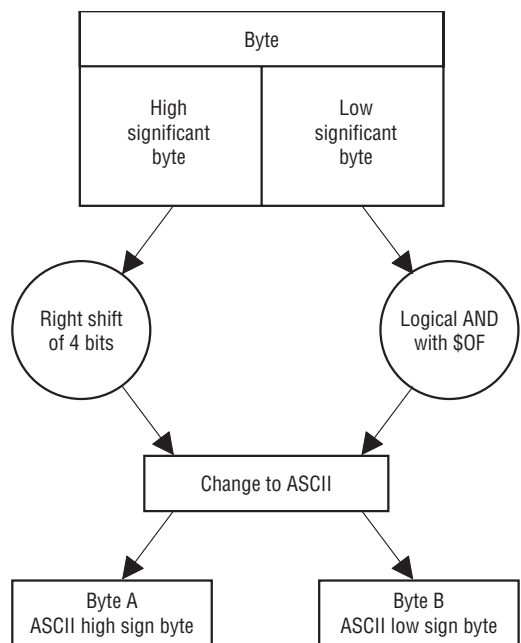 Byte
High
significant
byte
Low
significant
byte
Right shift
of 4 bits
Logical AND
with $OF
Change to ASCII
Byte A
ASCII high sign byte
Byte B
ASCII low sign byte